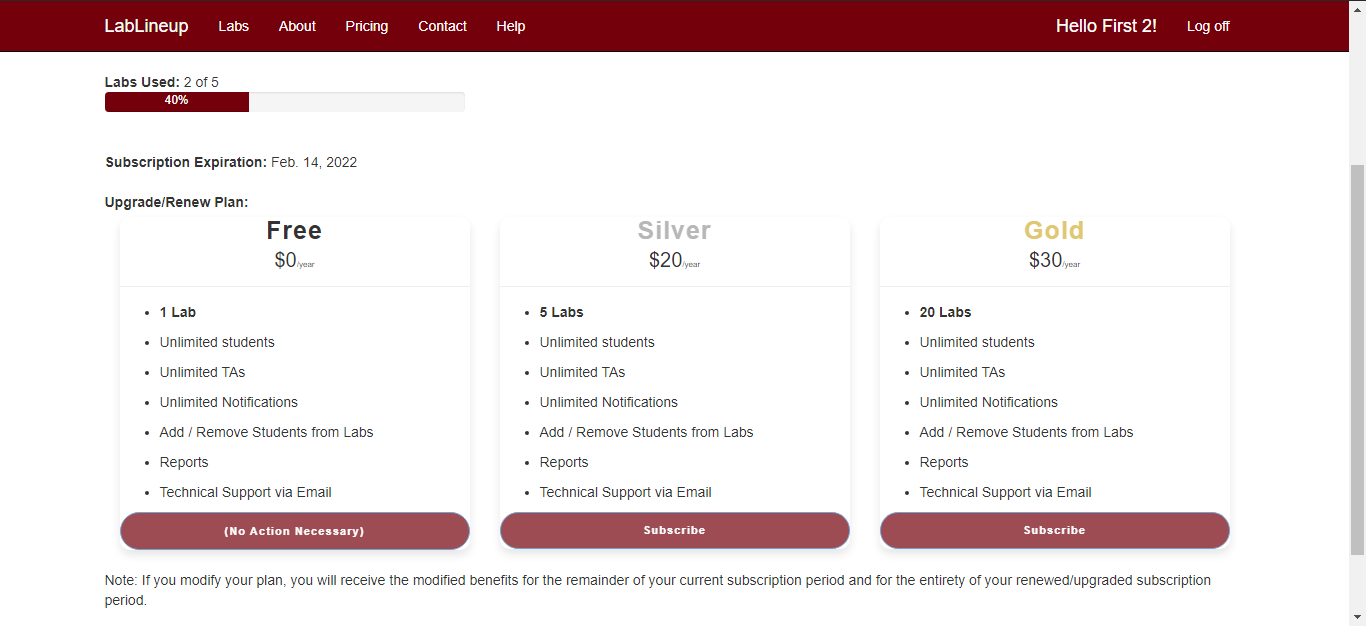 LabLineup Labs About Pricing Contact Help Hello First 2! Log off
Labs Used: 2 of 5
40%
Subscription Expiration: Feb. 14, 2022
Upgrade/Renew Plan:
Free
$0/year
1 Lab
Unlimited students
Unlimited TAs
Unlimited Notifications
Add / Remove Students from Labs
Reports
Technical Support via Email
(No Action Necessary)
Silver
$20/year
5 Labs
Unlimited students
Unlimited TAs
Unlimited Notifications
Add / Remove Students from Labs
Reports
Technical Support via Email
Subscribe
Gold
$30/year
20 Labs
Unlimited students
Unlimited TAs
Unlimited Notifications
Add / Remove Students from Labs
Reports
Technical Support via Email
Subscribe
Note: If you modify your plan, you will receive the modified benefits for the remainder of your current subscription period and for the entirety of your renewed/upgraded subscription
period.